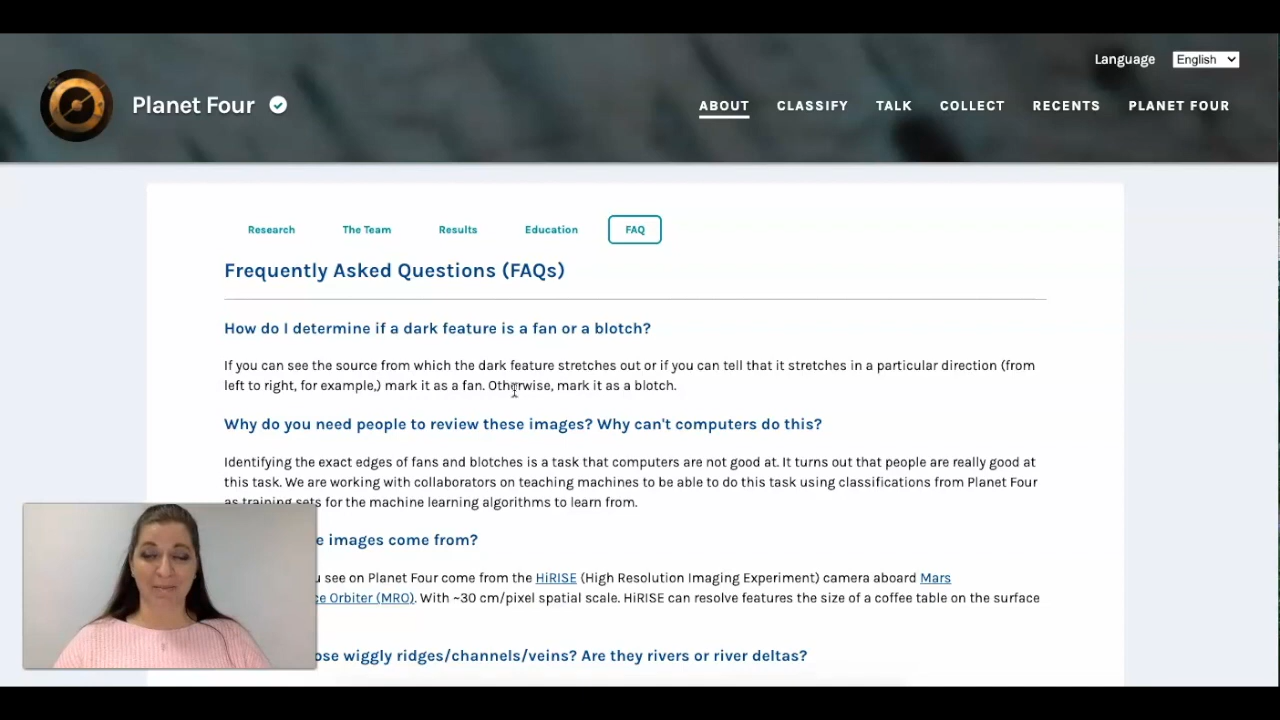 Language English
Planet Four
ABOUT CLASSIFY TALK COLLECT RECENTS PLANET FOUR
Research The Team Results Education FAQ
Frequently Asked Questions (FAQs)
How do I determine if a dark feature is a fan or a blotch?
If you can see the source from which the dark feature stretches out or if you can tell that it stretches in a particular direction (from
left to right, for example,) mark it as a fan. Otherwise, mark it as a blotch.
Why do you need people to review these images? Why can't computers do this?
Identifying the exact edges of fans and blotches is a task that computers are not good at. It turns out that people are really good at
this task. We are working with collaborators on teaching machines to be able to do this task using classifications from Planet Four
as training sets for the machine learning algorithms to learn from.
images come from?
see on Planet Four come from the HiRISE (High Resolution Imaging Experiment) camera aboard Mars
Orbiter (MRO). With ~30 cm/pixel spatial scale. HiRISE can resolve features the size of a coffee table on the surface
wiggly ridges/channels/veins? Are they rivers or river deltas?